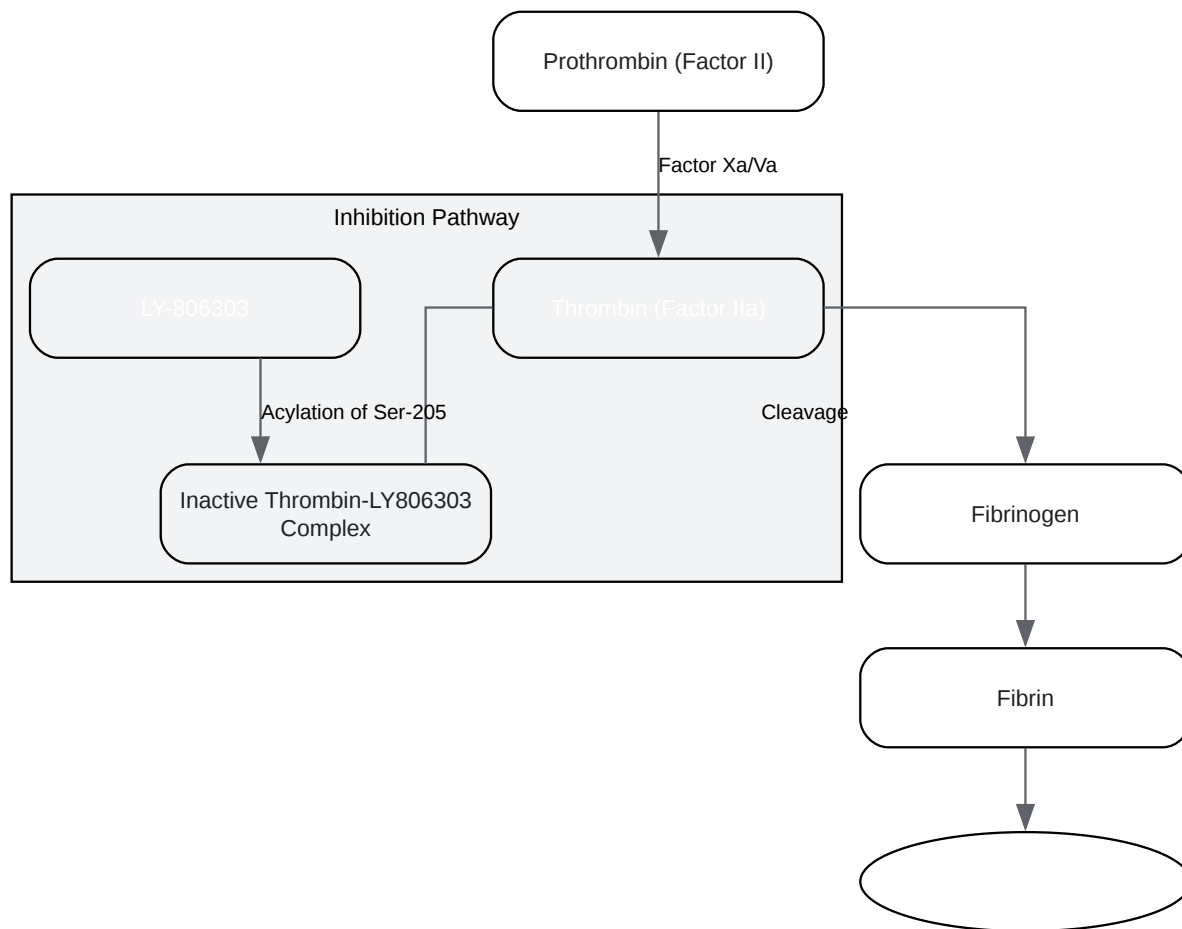 Prothrombin (Factor II)
Factor Xa/Va
Inhibition Pathway
LY-806303
Thrombin (Factor IIa)
Acylation of Ser-205
Cleavage
Inactive Thrombin-LY806303
Complex
Fibrinogen
Fibrin